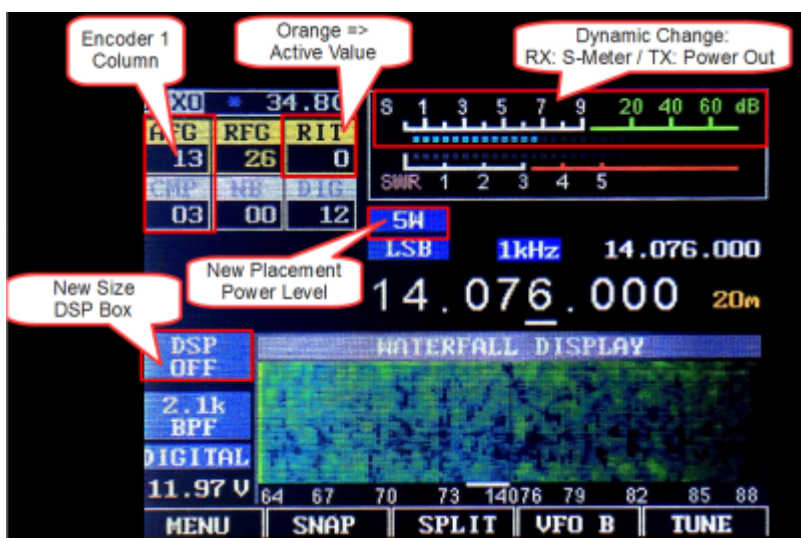 Encoder 1
Column
Orange =>
Active Value
Dynamic Change:
RX: S-Meter / TX: Power Out
XO * 34.80
S 1 3 5 7 9 20 40 60 dB
AFG RFG RIT
13 26 0
SWR 1 2 3 4 5
CMP NB DIG
03 00 12
5W
LSB 1kHz 14.076.000
New Placement
Power Level
14.076.000 20m
New Size
DSP Box
DSP
OFF
WATERFALL DISPLAY
2.1k
BPF
DIGITAL
11.97 V
64 67 70 73 14076 79 82 85 88
MENU SNAP SPLIT VFO B TUNE